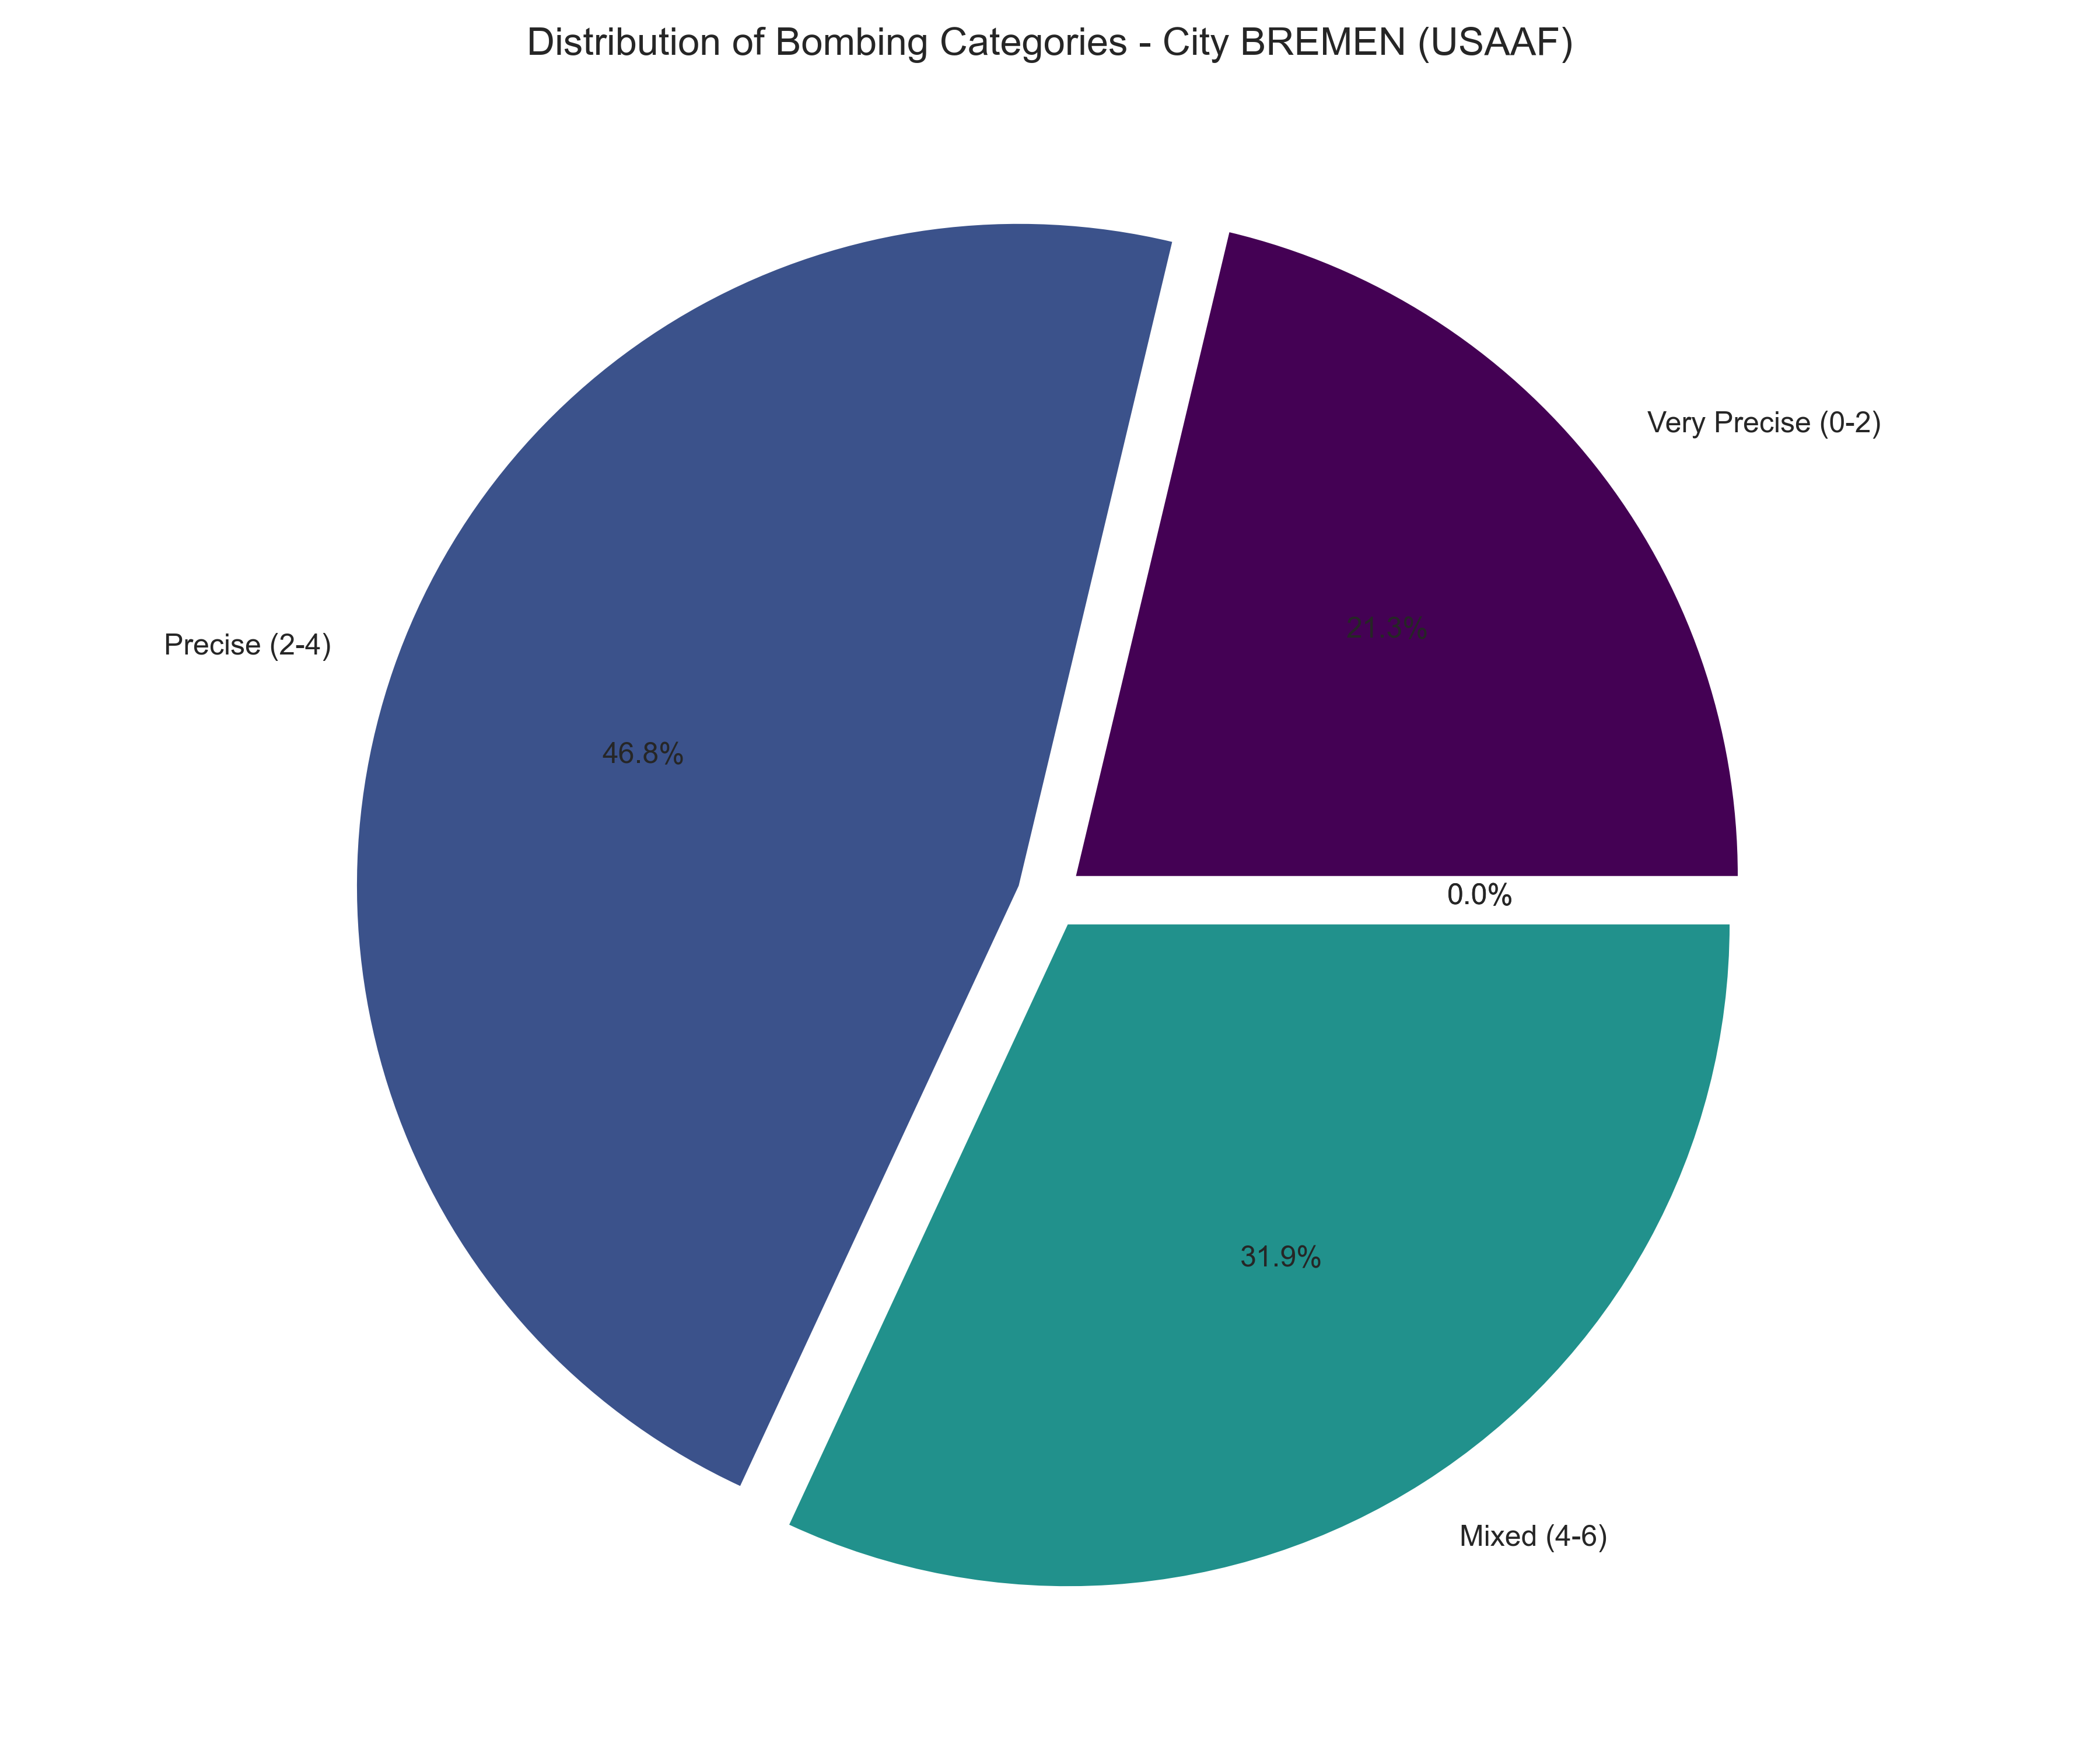 Distribution of Bombing Categories - City BREMEN (USAAF)
Very Precise (0-2)
21.3%
Precise (2-4)
46.8%
0.0%
31.9%
Mixed (4-6)